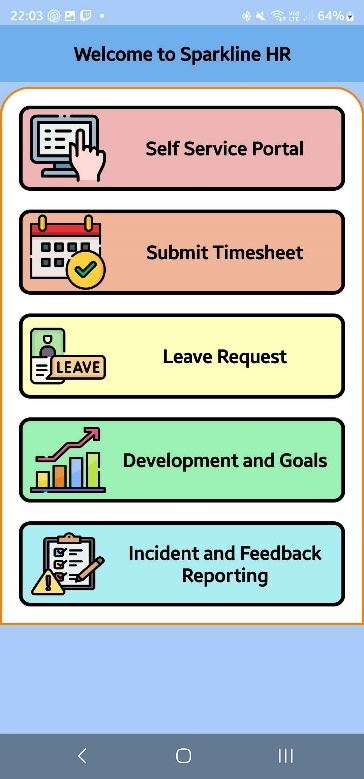 22:03 64%
Welcome to Sparkline HR
Self Service Portal
Submit Timesheet
LEAVE
Leave Request
Development and Goals
Incident and Feedback
Reporting